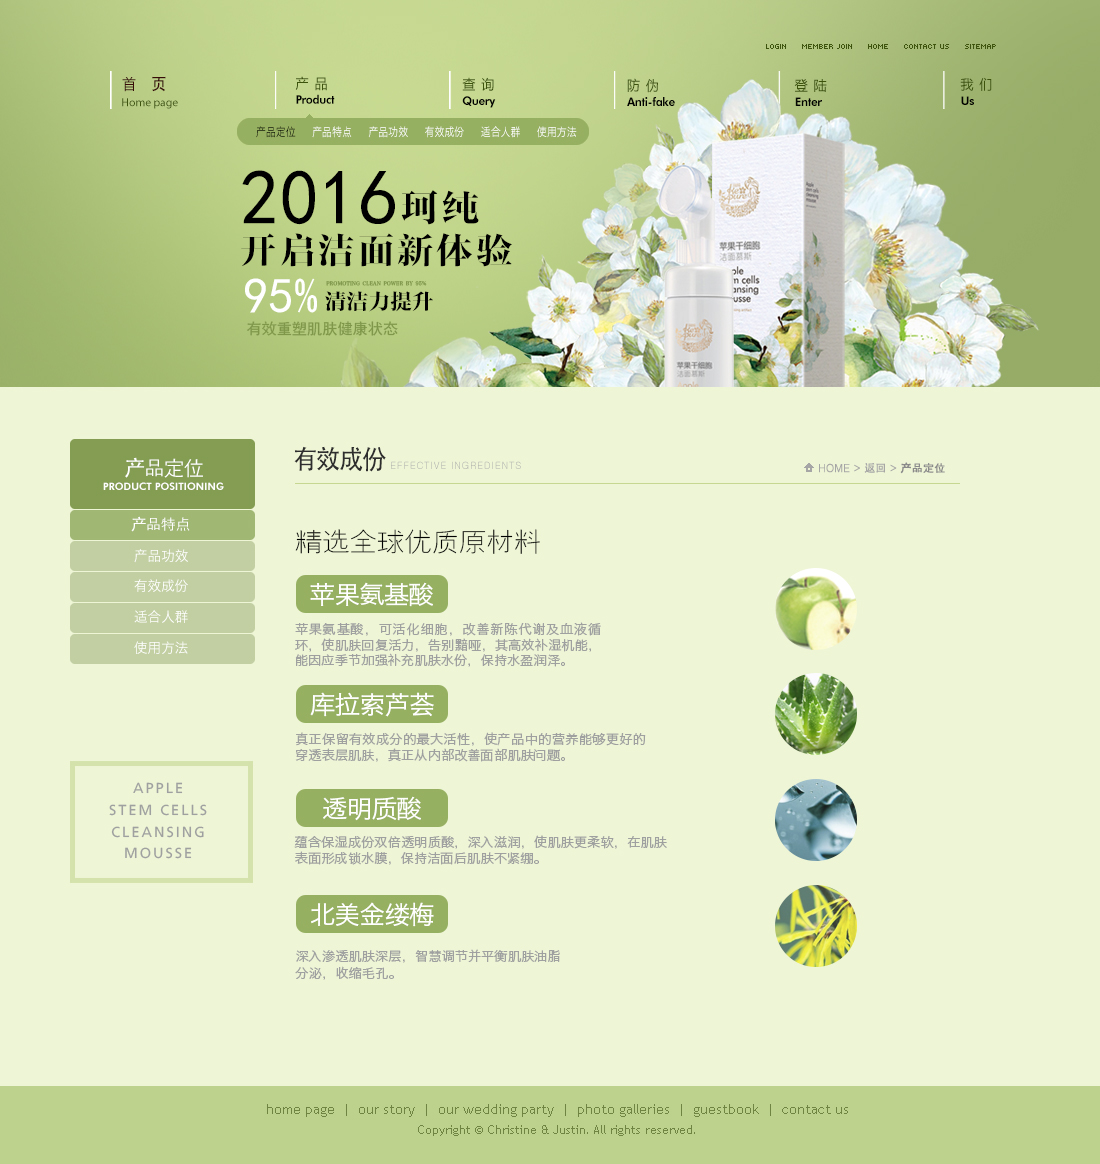 LOGIN MEMBER JOIN HOME CONTACT US SITEMAP
首 页 产 品 查 询 防 伪 登 陆 我 们
Home page Product Query Anti-fake Enter Us
产品定位 产品特点 产品功效 有效成份 适合人群 使用方法
2016珂纯
开启洁面新体验
95%
PROMOTING CLEAN POWER BY 95%
清洁力提升
有效重塑肌肤健康状态
苹果干细胞
洁面慕斯
苹果干细胞
洁面慕斯
产品定位
PRODUCT POSITIONING
产品特点
产品功效
有效成份
适合人群
使用方法
APPLE
STEM CELLS
CLEANSING
MOUSSE
有效成份 EFFECTIVE INGREDIENTS
HOME > 返回 > 产品定位
精选全球优质原材料
苹果氨基酸
苹果氨基酸，可活化细胞，改善新陈代谢及血液循
环，使肌肤回复活力，告别黯哑，其高效补湿机能，
能因应季节加强补充肌肤水份，保持水盈润泽。
库拉索芦荟
真正保留有效成分的最大活性，使产品中的营养能够更好的
穿透表层肌肤，真正从内部改善面部肌肤问题。
透明质酸
蕴含保湿成份双倍透明质酸，深入滋润，使肌肤更柔软，在肌肤
表面形成锁水膜，保持洁面后肌肤不紧绷。
北美金缕梅
深入渗透肌肤深层，智慧调节并平衡肌肤油脂
分泌，收缩毛孔。
home page | our story | our wedding party | photo galleries | guestbook | contact us
Copyright © Christine & Justin. All rights reserved.